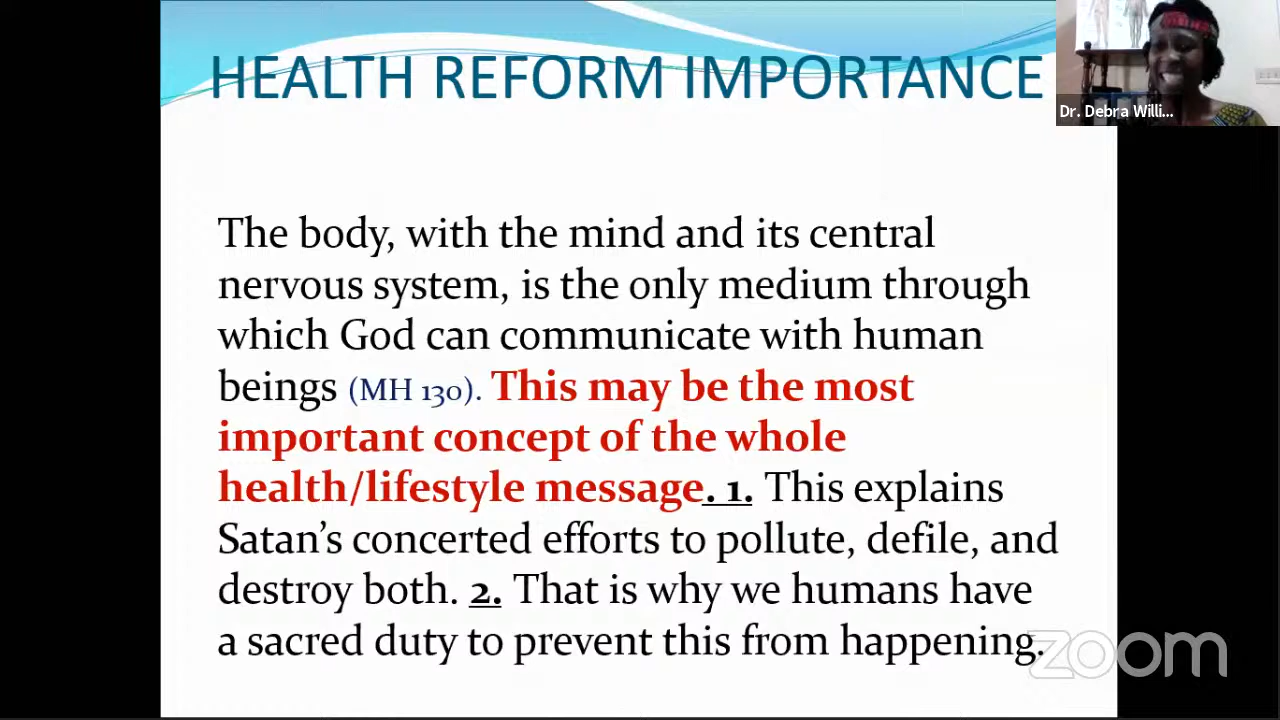 HEALTH REFORM IMPORTANCE
Dr. Debra Willi...
The body, with the mind and its central
nervous system, is the only medium through
which God can communicate with human
beings (MH 130). This may be the most
important concept of the whole
health/lifestyle message. 1. This explains
Satan’s concerted efforts to pollute, defile, and
destroy both. 2. That is why we humans have
a sacred duty to prevent this from happening.
zoom